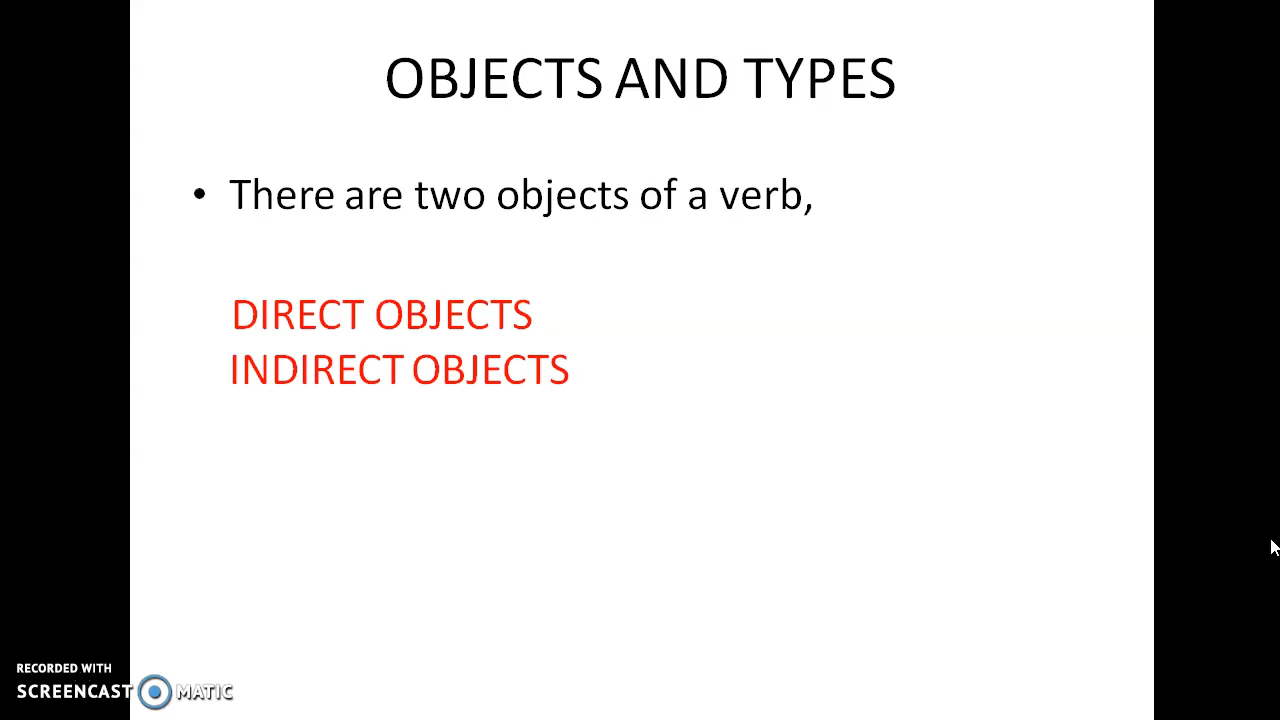 OBJECTS AND TYPES
• There are two objects of a verb,
DIRECT OBJECTS
INDIRECT OBJECTS
RECORDED WITH
SCREENCAST MATIC